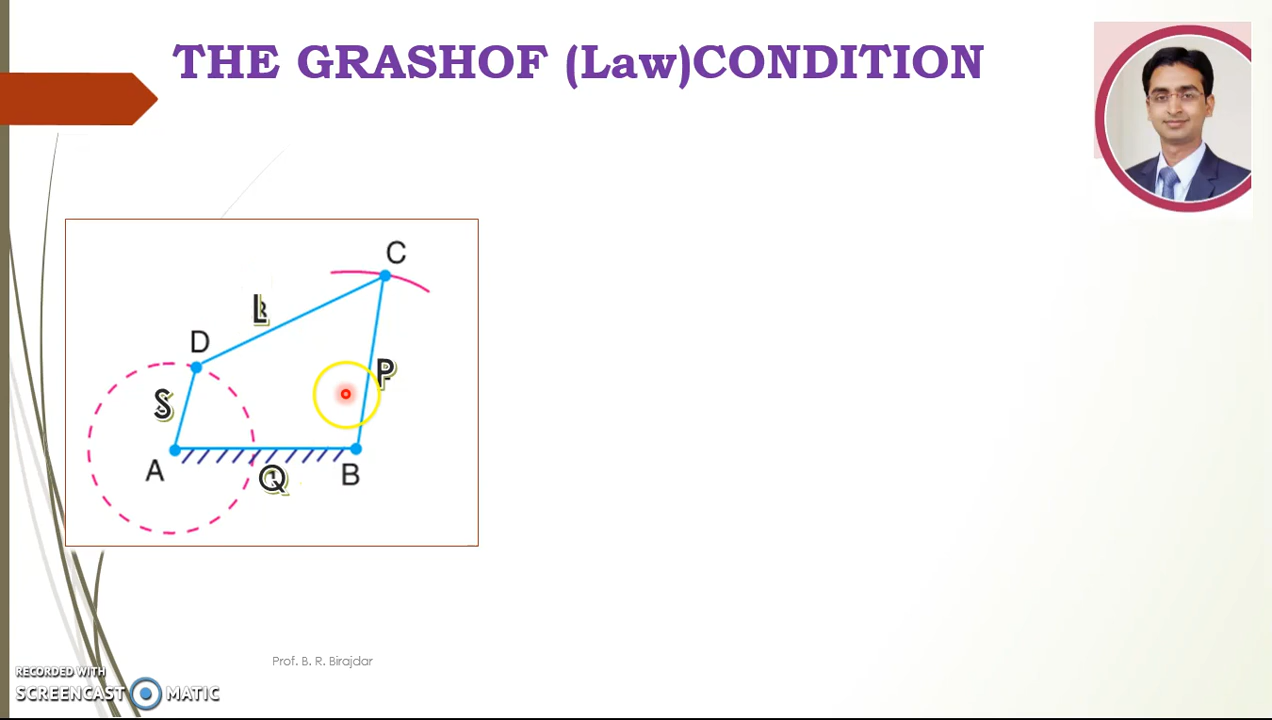 THE GRASHOF (Law)CONDITION
C
L
D
P
S
A
Q
B
Prof. B. R. Birajdar
RECORDED WITH
SCREENCAST MATIC